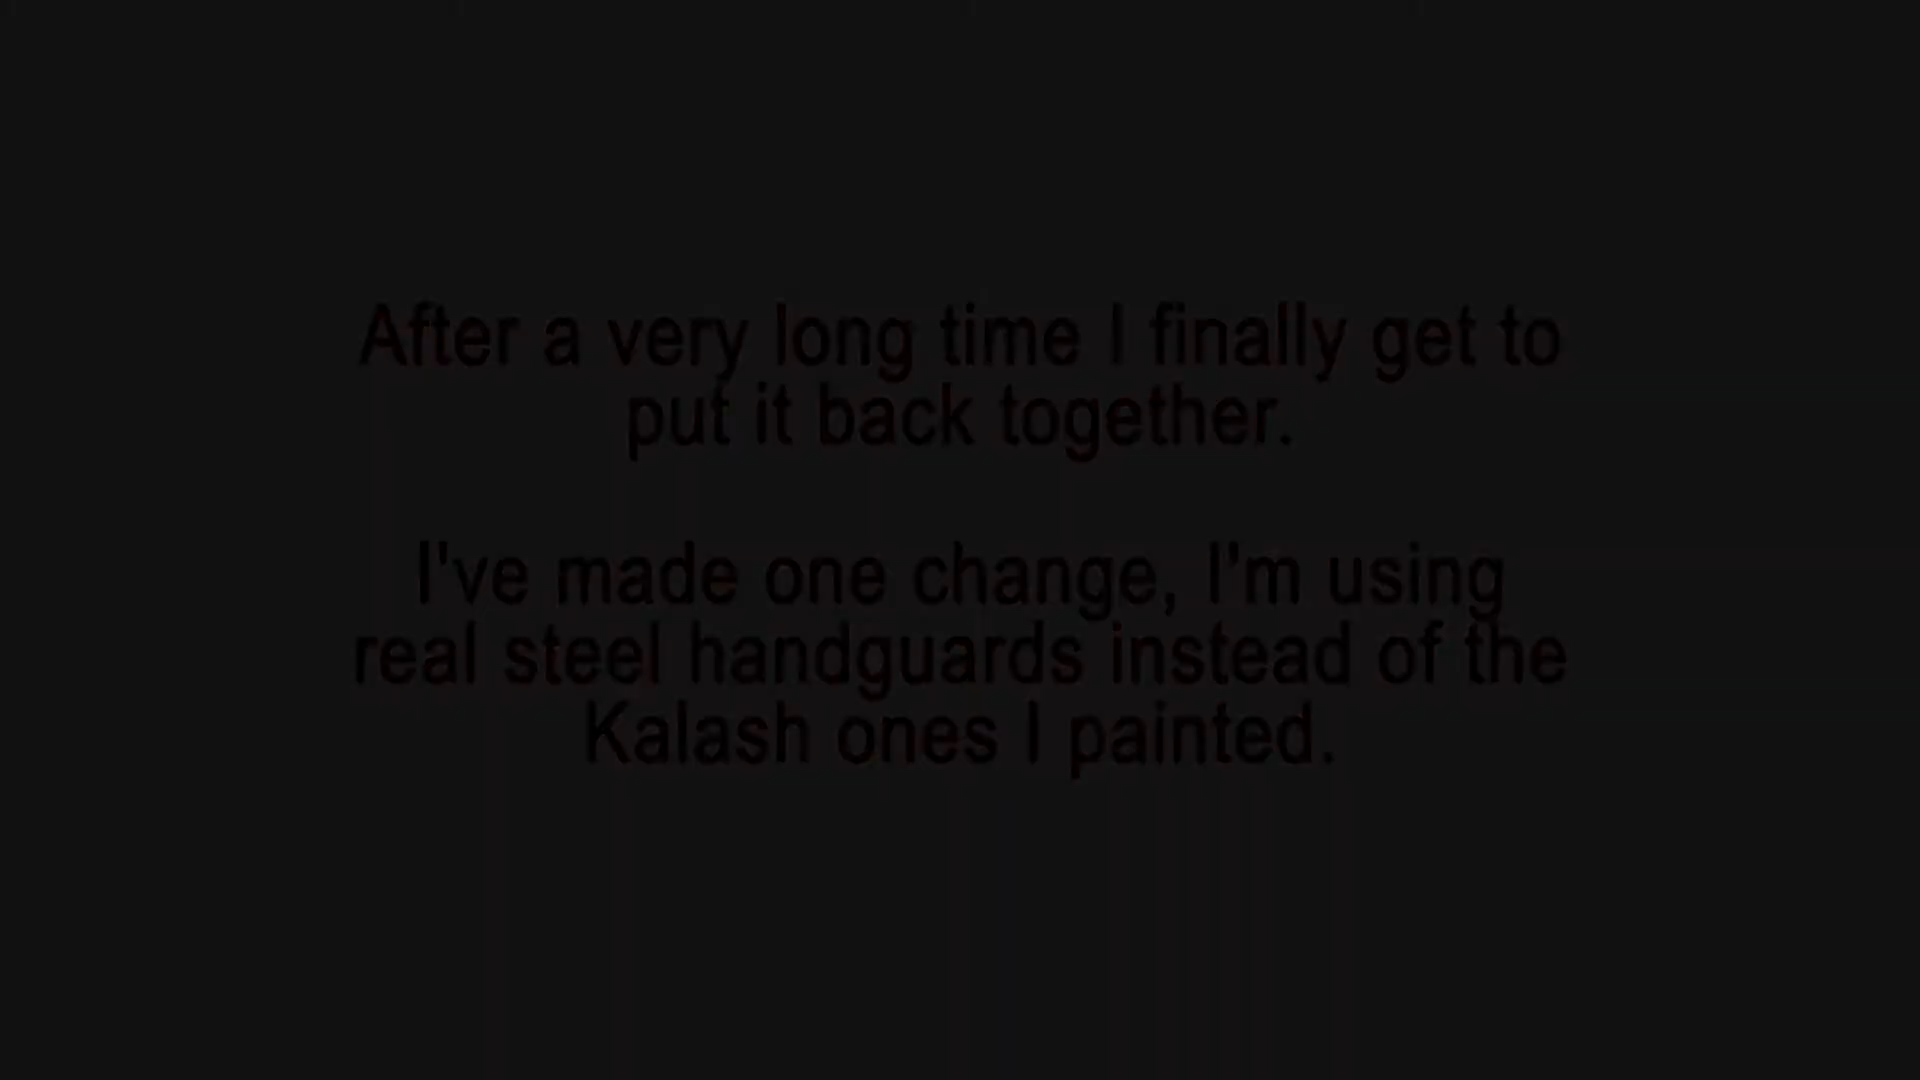 After a very long time I finally get to
put it back together.
I've made one change, I'm using
real steel handguards instead of the
Kalash ones I painted.